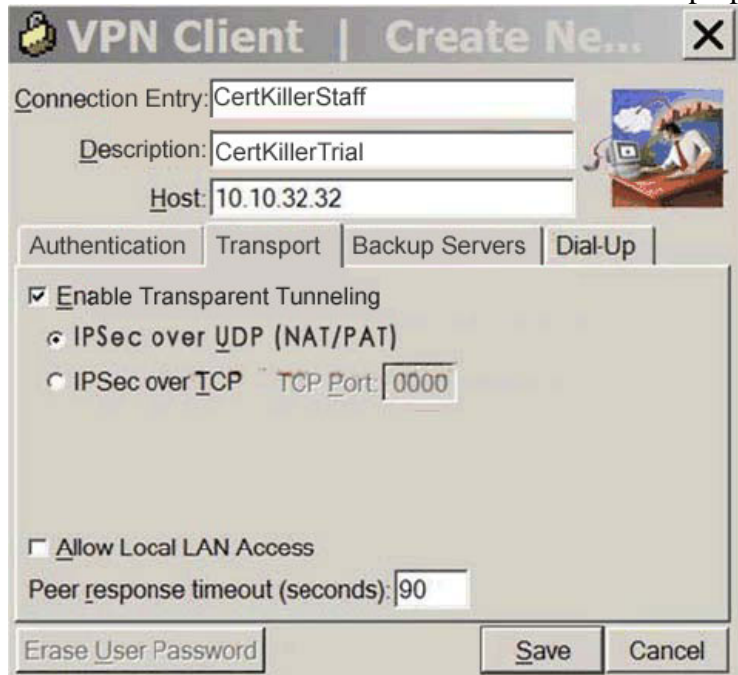 VPN Client | Create Ne...
Connection Entry: CertKillerStaff
Description: CertKillerTrial
Host: 10.10.32.32
Authentication Transport Backup Servers Dial-Up
Enable Transparent Tunneling
IPSec over UDP (NAT/PAT)
IPSec over TCP TCP Port: 0000
Allow Local LAN Access
Peer response timeout (seconds): 90
Erase User Password Save Cancel